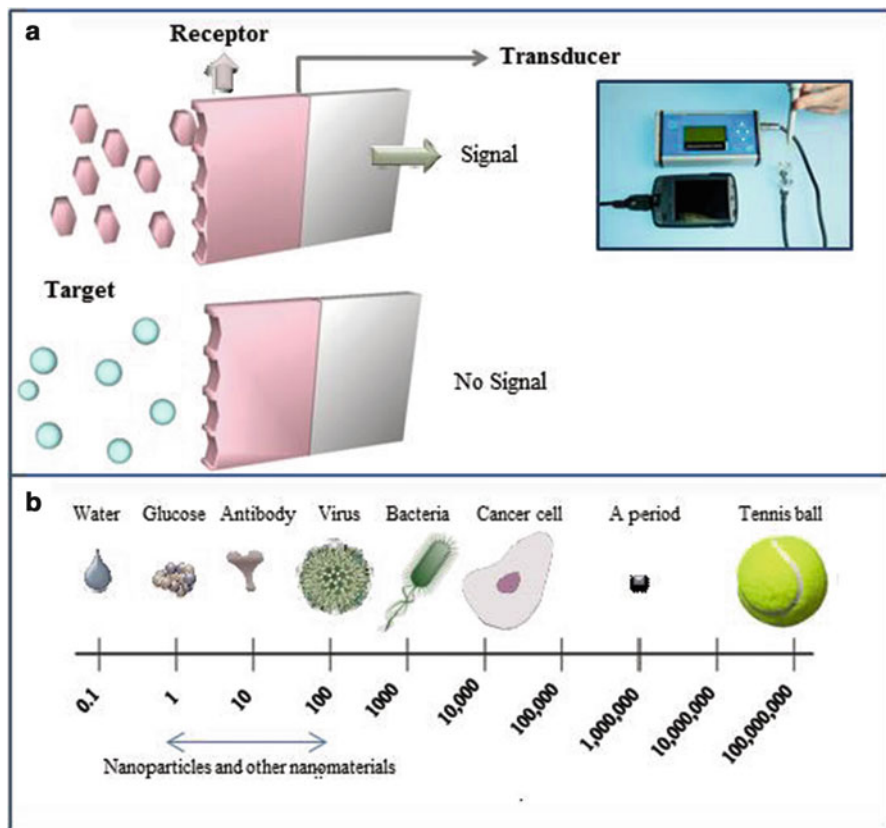 a
Receptor
Transducer
Signal
Target
No Signal
b
Water Glucose Antibody Virus Bacteria Cancer cell A period Tennis ball
0.1 1 10 100 1000 10,000 100,000 1,000,000 10,000,000 100,000,000
Nanoparticles and other nanomaterials